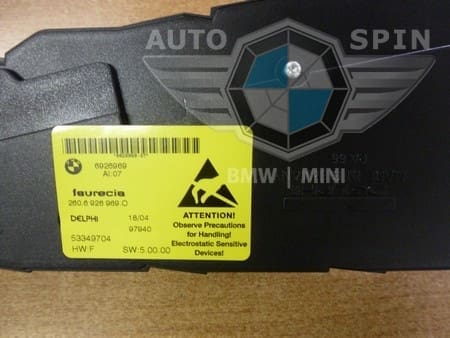 AUTO SPIN
BMW | MINI
6926969
AI:07
faurecia
260.6 926 969.O
DELPHI 18/04
97940
53349704
HW:F SW:5.00.00
ATTENTION!
Observe Precautions
for Handling!
Electrostatic Sensitive
Devices!